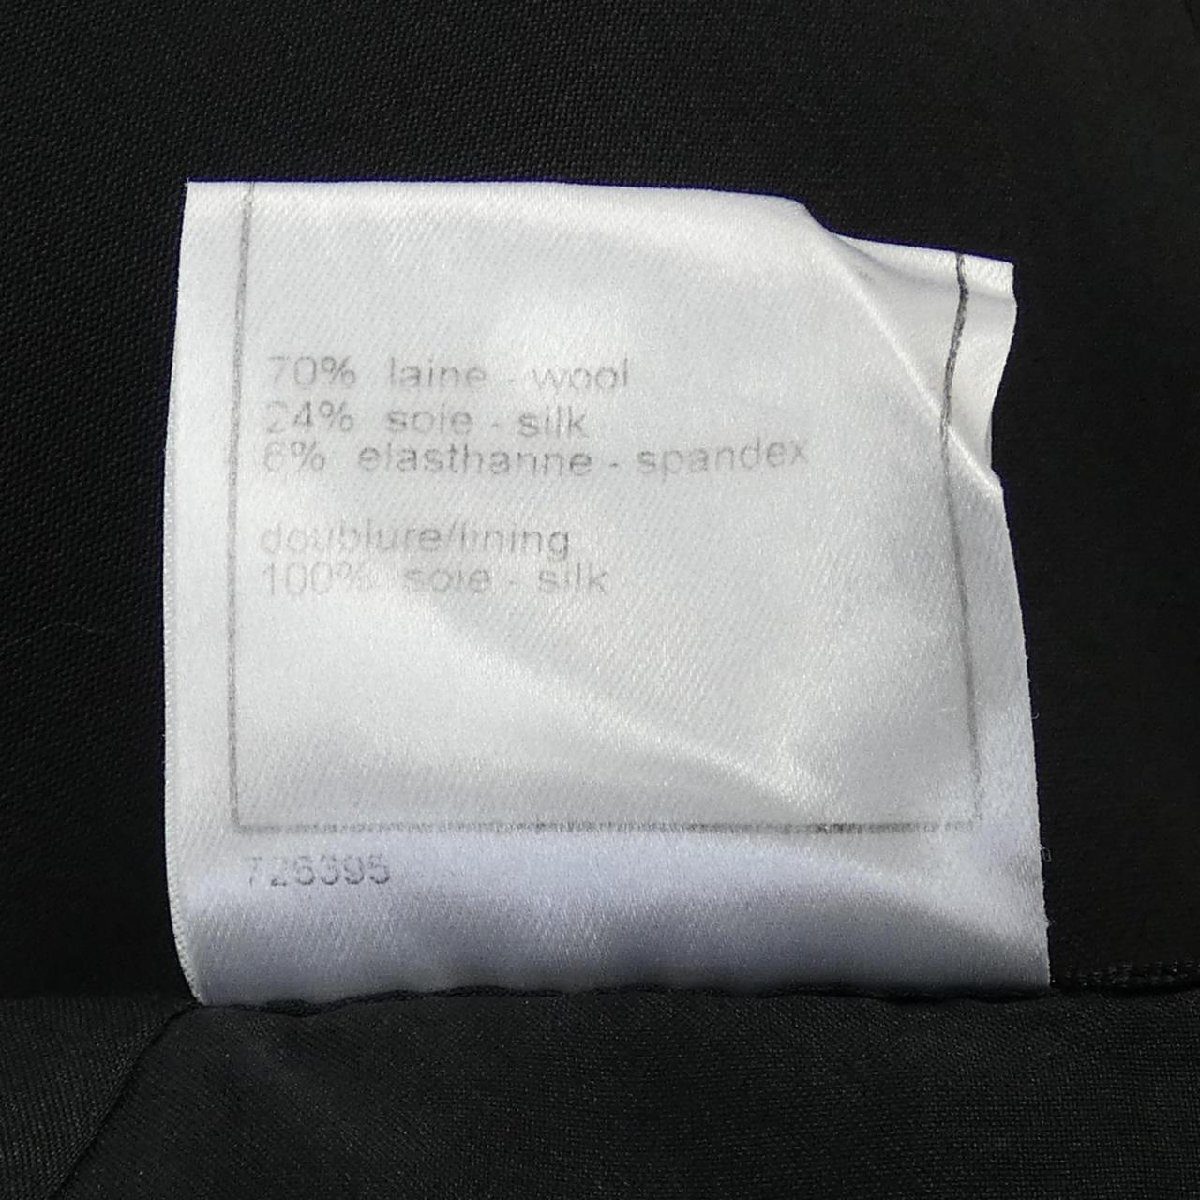 70% laine - wool
24% soie - silk
6% elasthanne - spandex
doublure/lining
100% soie - silk
726395